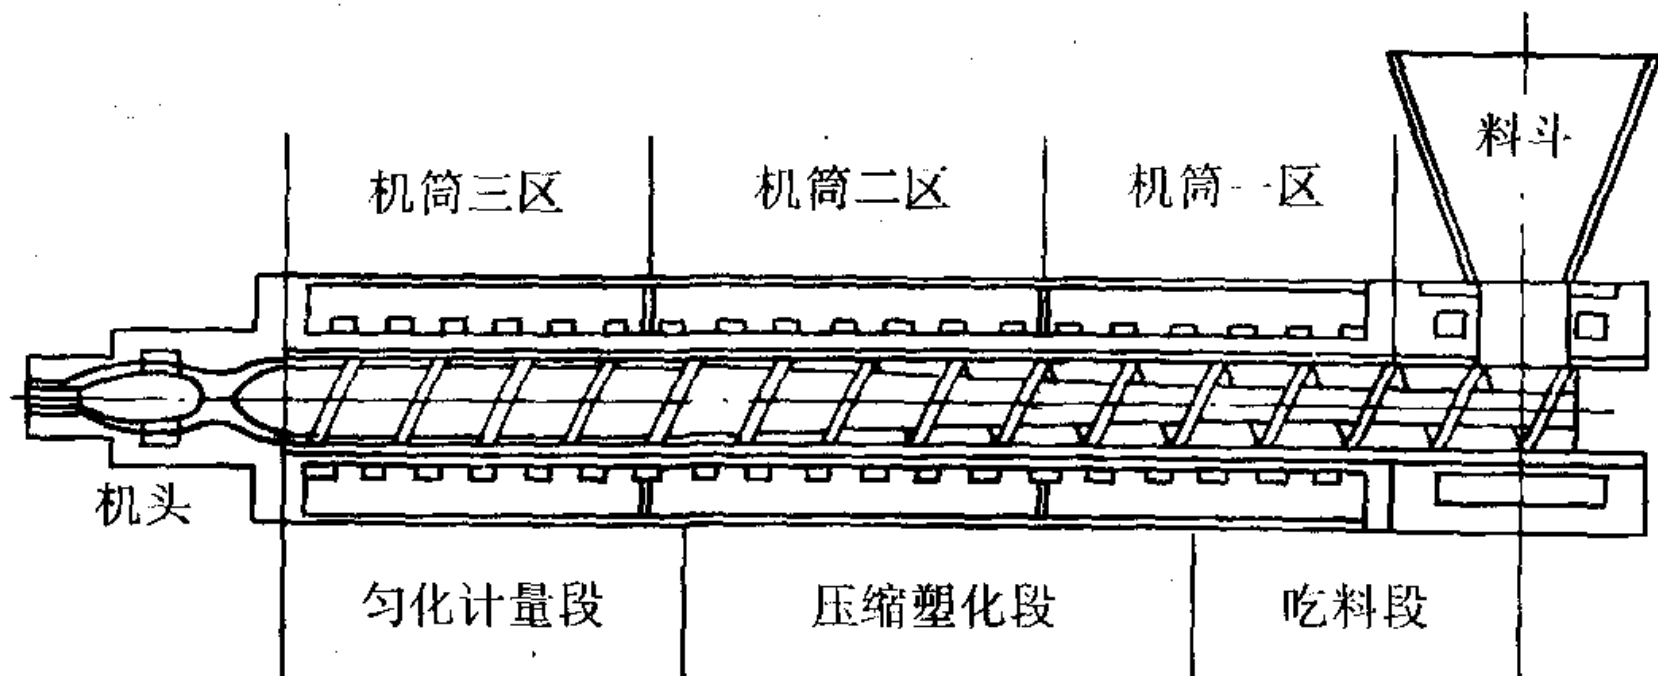 料斗
机筒三区
机筒二区
机筒一区
机头
匀化计量段
压缩塑化段
吃料段